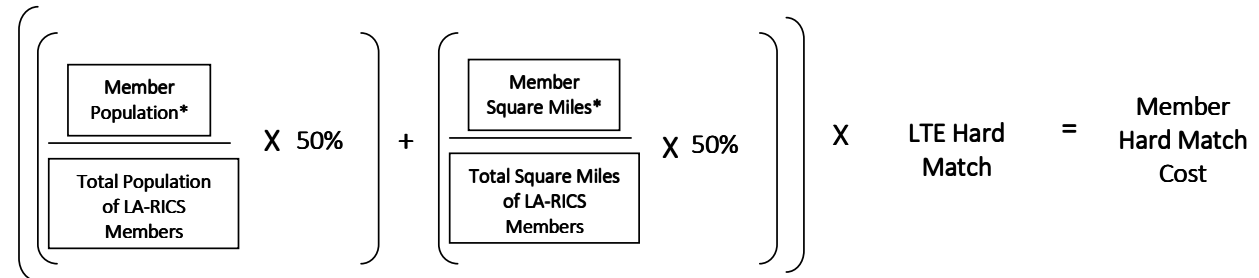 Member
Population*
Total Population
of LA-RICS
Members
X 50%
+
Member
Square Miles*
Total Square Miles
of LA-RICS
Members
X 50%
X
LTE Hard
Match
=
Member
Hard Match
Cost